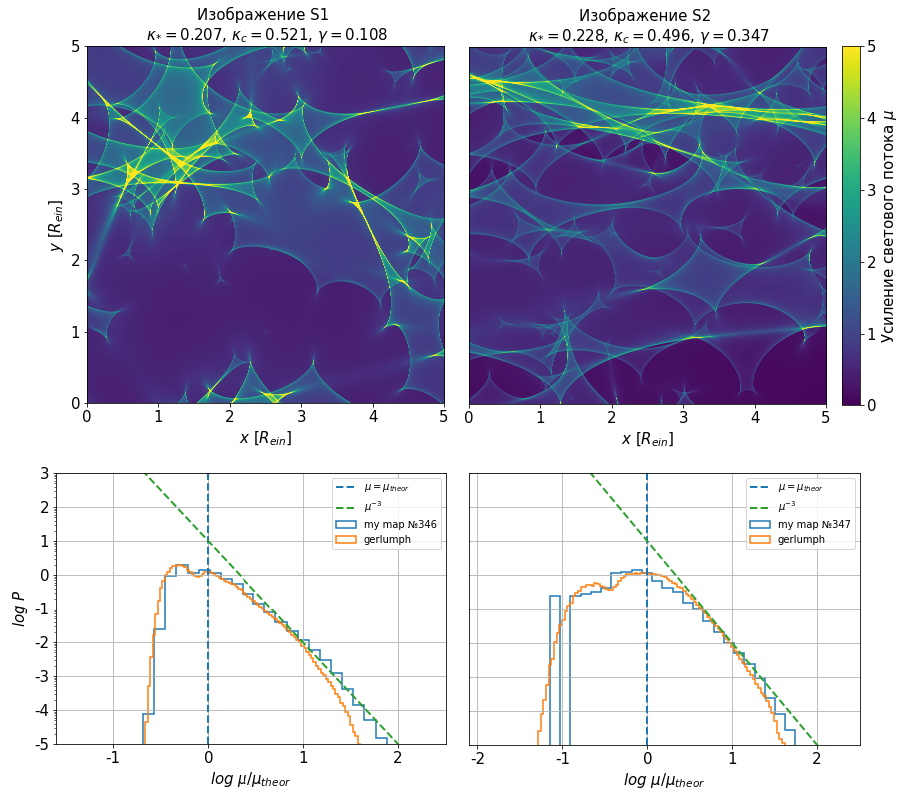 Изображение S1
κ* = 0.207, κc = 0.521, γ = 0.108
Изображение S2
κ* = 0.228, κc = 0.496, γ = 0.347
5
4
3
2
1
0
y [Rein]
0 1 2 3 4 5
x [Rein]
0 1 2 3 4 5
x [Rein]
5
4
3
2
1
0
Усиление светового потока μ
3
2
1
0
-1
-2
-3
-4
-5
log P
μ = μtheor
μ⁻³
my map №346
gerlumph
-1 0 1 2
log μ/μtheor
μ = μtheor
μ⁻³
my map №347
gerlumph
-2 -1 0 1 2
log μ/μtheor